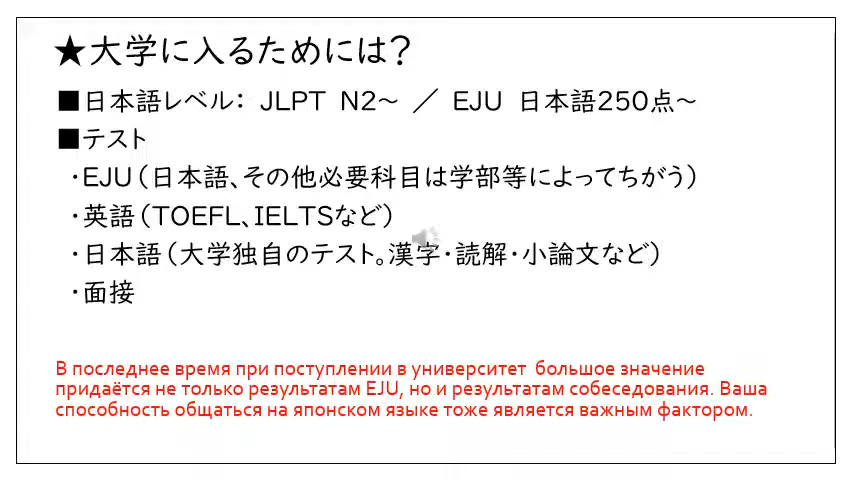 ★大学に入るためには？
■日本語レベル： JLPT N2～ ／ EJU 日本語250点～
■テスト
・EJU（日本語、その他必要科目は学部等によってちがう）
・英語（TOEFL、IELTSなど）
・日本語（大学独自のテスト。漢字・読解・小論文など）
・面接
В последнее время при поступлении в университет большое значение
придаётся не только результатам EJU, но и результатам собеседования. Ваша
способность общаться на японском языке тоже является важным фактором.